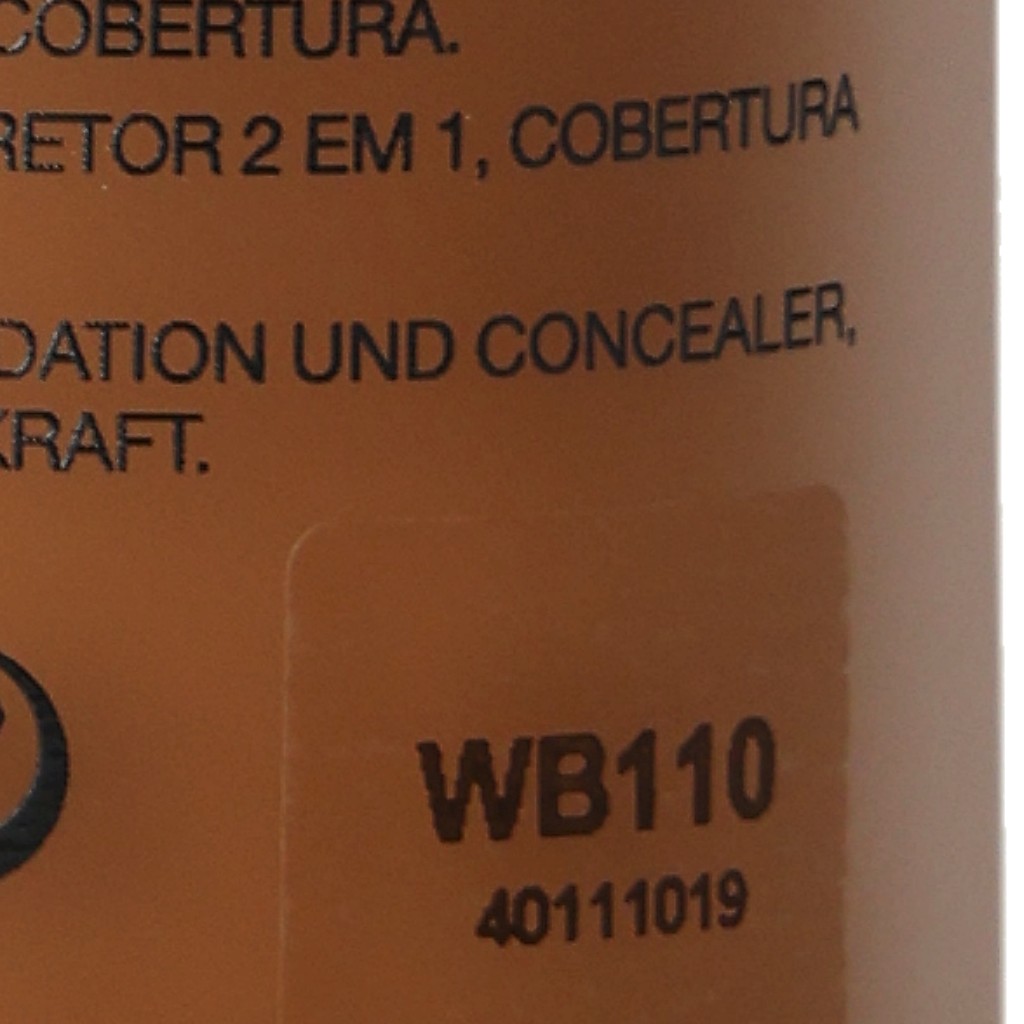 COBERTURA.
RETOR 2 EM 1, COBERTURA
DATION UND CONCEALER,
KRAFT.
WB110
40111019